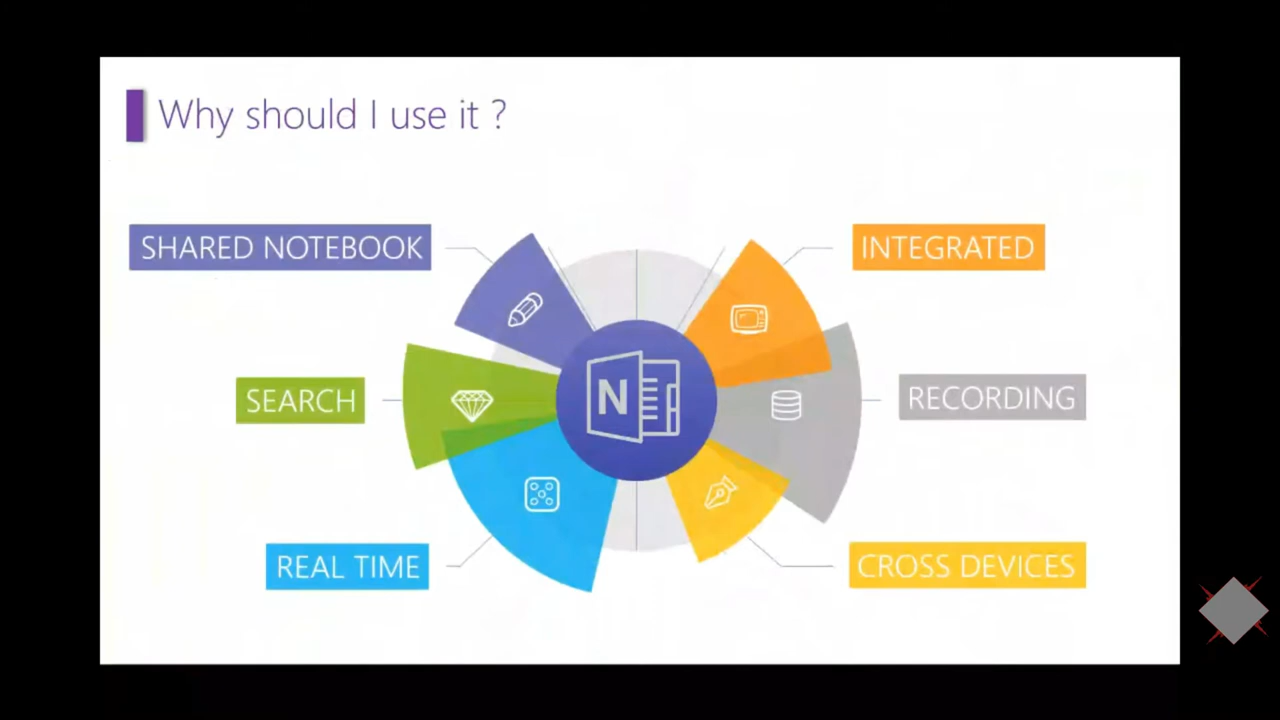 Why should I use it ?
SHARED NOTEBOOK
INTEGRATED
N
SEARCH
RECORDING
REAL TIME
CROSS DEVICES